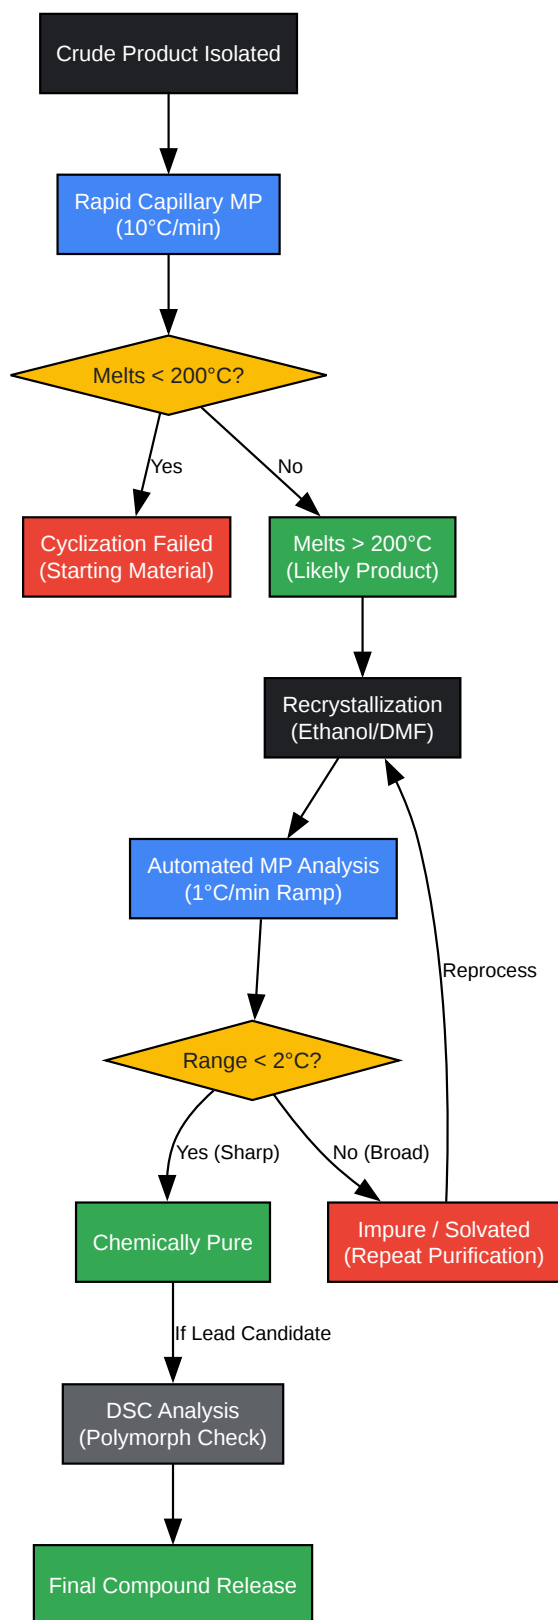 Crude Product Isolated
Rapid Capillary MP
(10°C/min)
Melts < 200°C?
Yes
No
Cyclization Failed
(Starting Material)
Melts > 200°C
(Likely Product)
Recrystallization
(Ethanol/DMF)
Automated MP Analysis
(1°C/min Ramp)
Reprocess
Range < 2°C?
Yes (Sharp)
No (Broad)
Chemically Pure
Impure / Solvated
(Repeat Purification)
If Lead Candidate
DSC Analysis
(Polymorph Check)
Final Compound Release